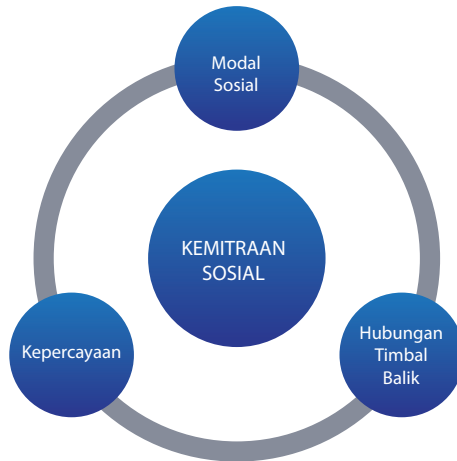 Modal
Sosial
KEMITRAAN
SOSIAL
Kepercayaan
Hubungan
Timbal
Balik